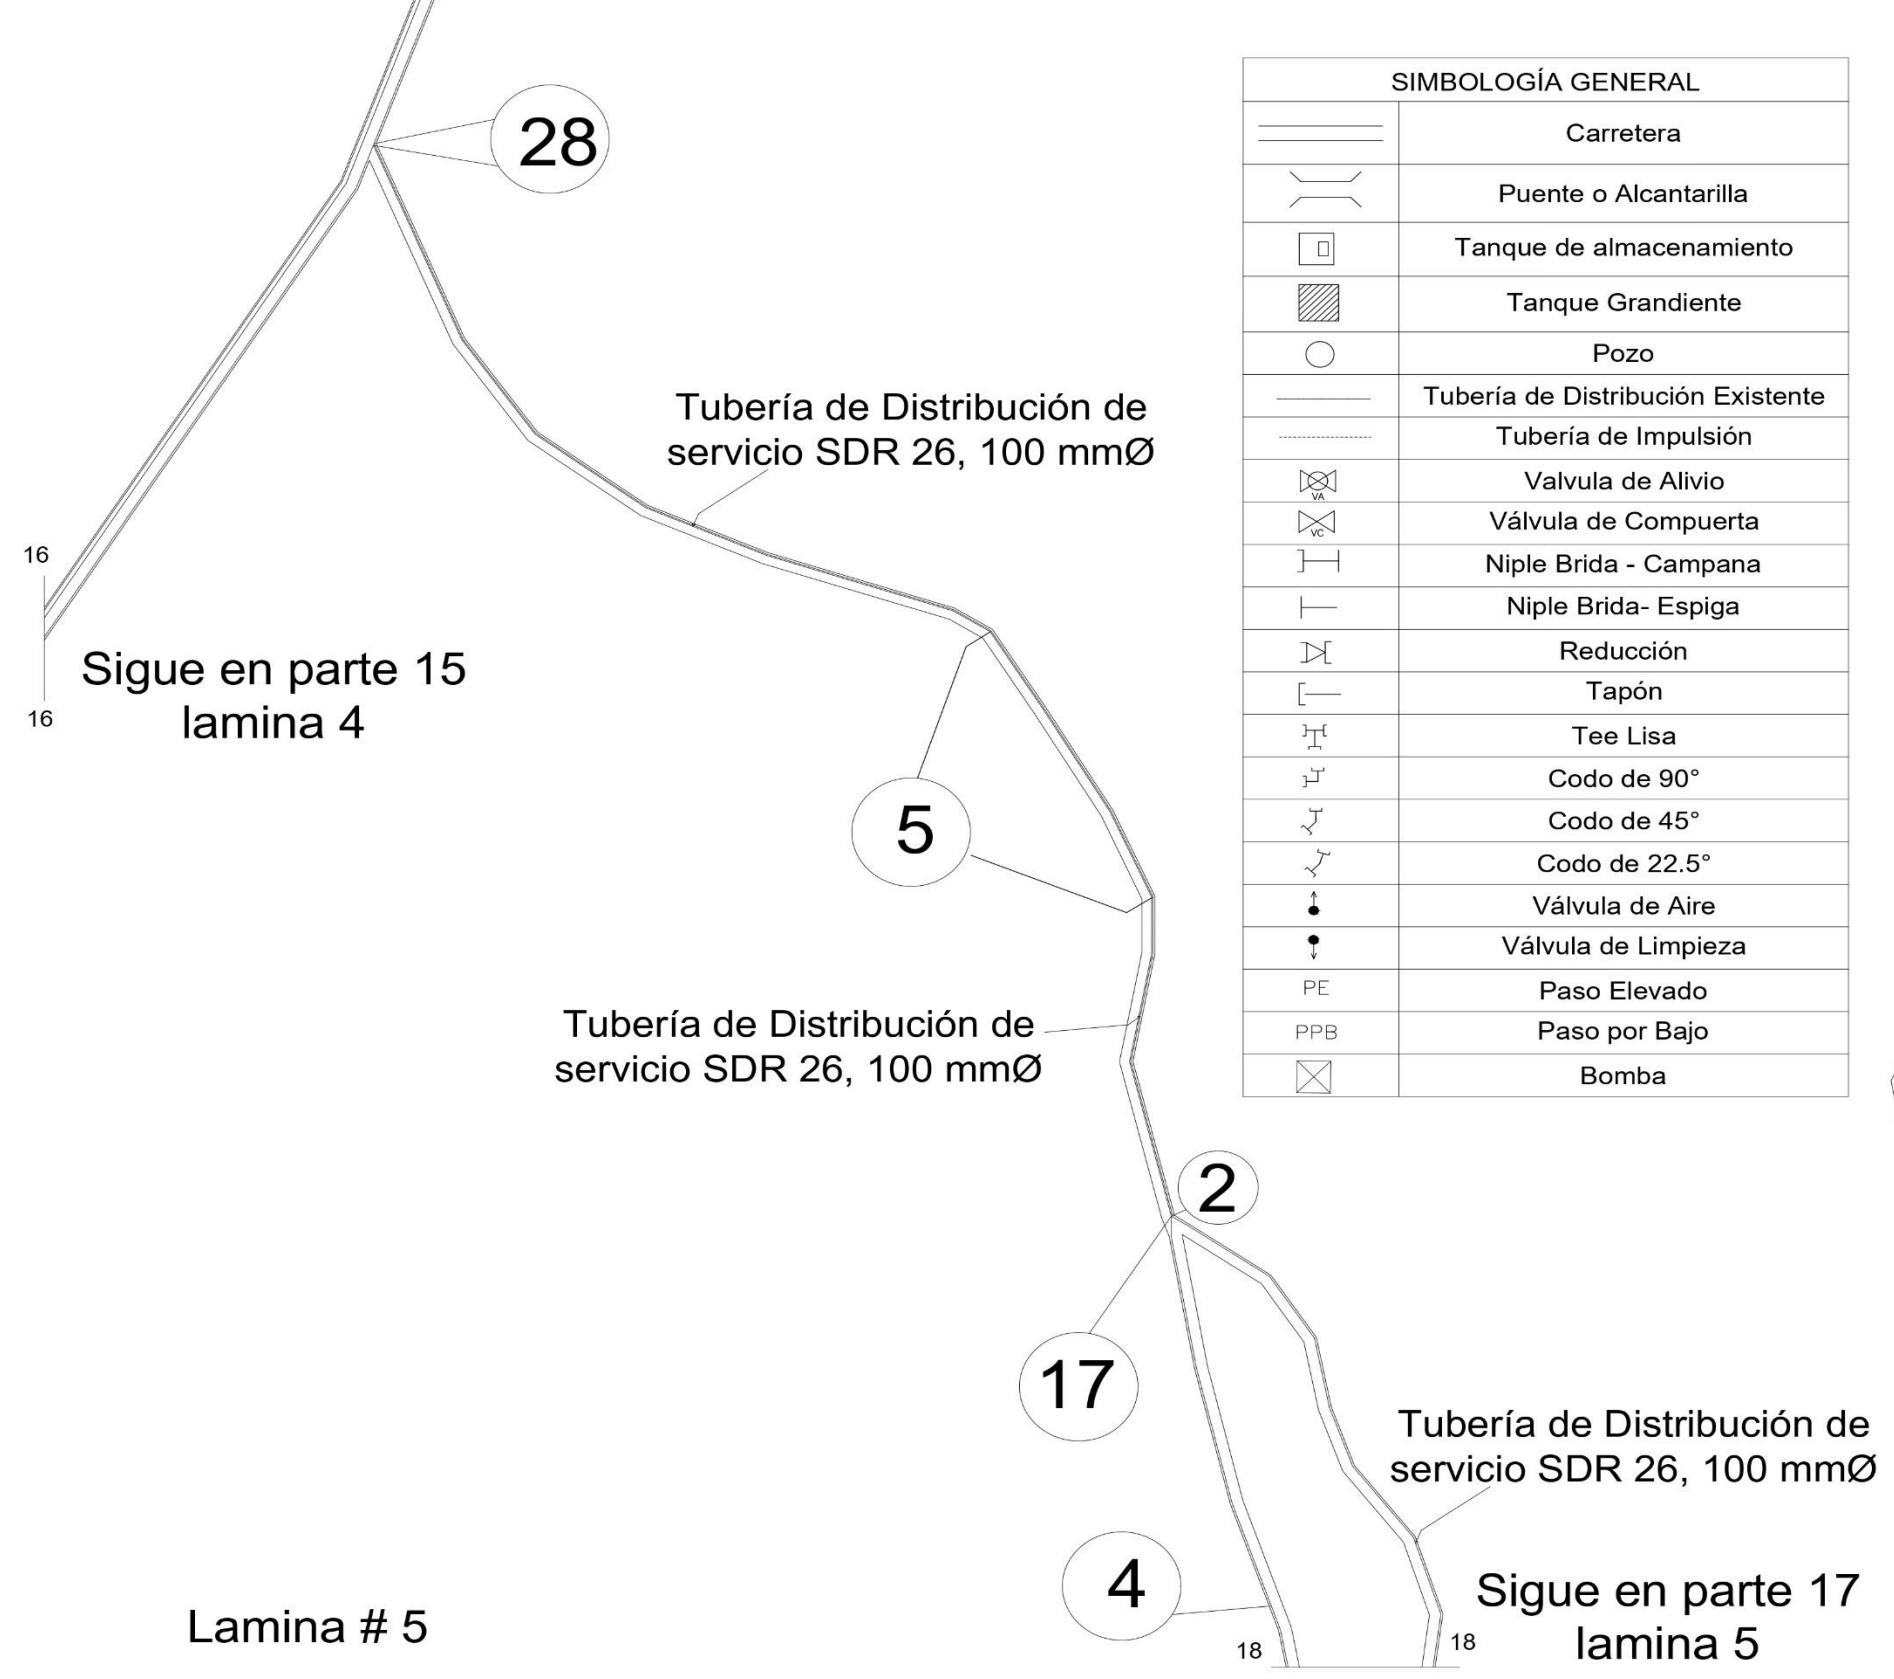 28
SIMBOLOGÍA GENERAL
Carretera
Puente o Alcantarilla
Tanque de almacenamiento
Tanque Grandiente
Pozo
Tubería de Distribución Existente
Tubería de Impulsión
VA Valvula de Alivio
VC Válvula de Compuerta
Niple Brida - Campana
Niple Brida- Espiga
Reducción
Tapón
Tee Lisa
Codo de 90°
Codo de 45°
Codo de 22.5°
Válvula de Aire
Válvula de Limpieza
PE Paso Elevado
PPB Paso por Bajo
Bomba
Tubería de Distribución de
servicio SDR 26, 100 mmØ
16
Sigue en parte 15
lamina 4
16
5
Tubería de Distribución de
servicio SDR 26, 100 mmØ
2
17
Tubería de Distribución de
servicio SDR 26, 100 mmØ
4
Sigue en parte 17
lamina 5
18
18
Lamina # 5